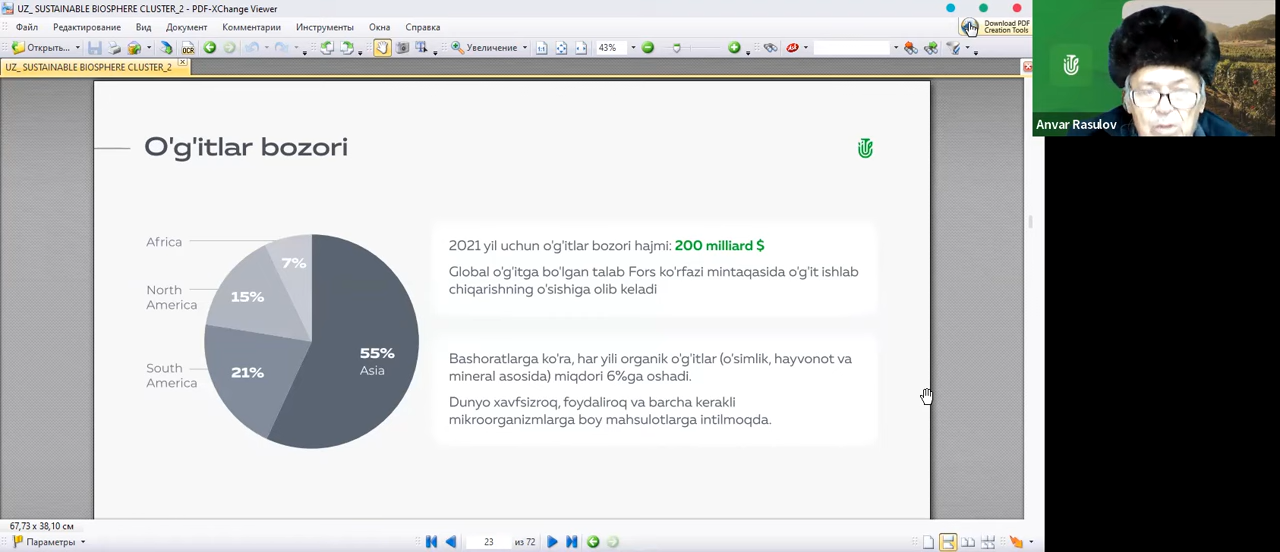 UZ_ SUSTAINABLE BIOSPHERE CLUSTER_2 - PDF-XChange Viewer
Файл Редактирование Вид Документ Комментарии Инструменты Окна Справка
Download PDF
Creation Tools
Открыть...
OCR
Увеличение
43%
UZ_ SUSTAINABLE BIOSPHERE CLUSTER_2
Anvar Rasulov
O'g'itlar bozori
Africa
7%
North
America
15%
South
America
21%
55%
Asia
2021 yil uchun o'g'itlar bozori hajmi: 200 milliard $
Global o'g'itga bo'lgan talab Fors ko'rfazi mintaqasida o'g'it ishlab
chiqarishning o'sishiga olib keladi
Bashoratlarga ko'ra, har yili organik o'g'itlar (o'simlik, hayvonot va
mineral asosida) miqdori 6%ga oshadi.
Dunyo xavfsizroq, foydaliroq va barcha kerakli
mikroorganizmlarga boy mahsulotlarga intilmoqda.
67,73 x 38,10 см
Параметры
23 из 72